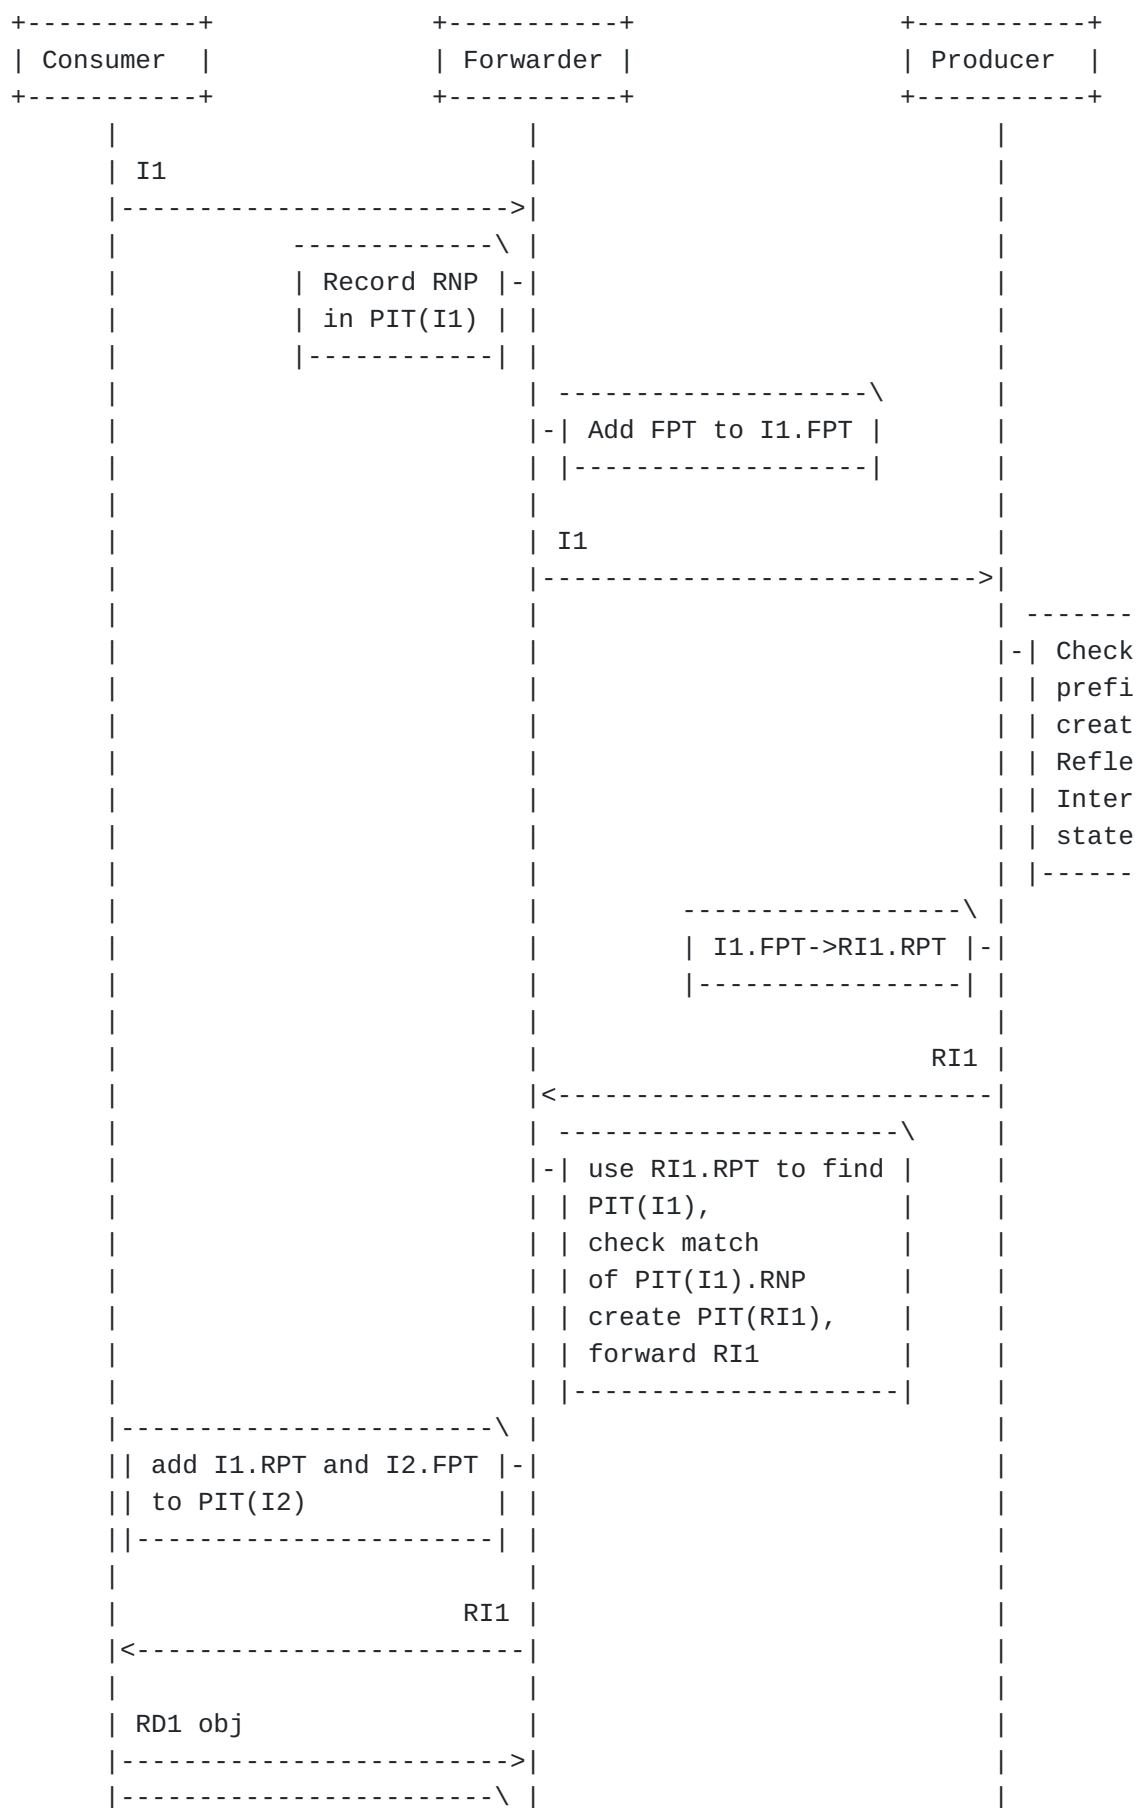 +-----------+              +-----------+                 +-----------+
| Consumer  |              | Forwarder |                 | Producer  |
+-----------+              +-----------+                 +-----------+
      |                          |                             |
      | I1                       |                             |
      |------------------------->|                             |
      |           -------------\ |                             |
      |           | Record RNP |-|                             |
      |           | in PIT(I1) | |                             |
      |           |------------| |                             |
      |                          | --------------------\       |
      |                          |-| Add FPT to I1.FPT |       |
      |                          | |-------------------|       |
      |                          |                             |
      |                          | I1                          |
      |                          |---------------------------->|
      |                          |                             | -------
      |                          |                             |-| Check
      |                          |                             | | prefi
      |                          |                             | | creat
      |                          |                             | | Refle
      |                          |                             | | Inter
      |                          |                             | | state
      |                          |                             | |------
      |                          |         ------------------\ |
      |                          |         | I1.FPT->RI1.RPT |-|
      |                          |         |-----------------| |
      |                          |                             |
      |                          |                         RI1 |
      |                          |<----------------------------|
      |                          | ----------------------\     |
      |                          |-| use RI1.RPT to find |     |
      |                          | | PIT(I1),            |     |
      |                          | | check match         |     |
      |                          | | of PIT(I1).RNP      |     |
      |                          | | create PIT(RI1),    |     |
      |                          | | forward RI1         |     |
      |                          | |---------------------|     |
      |------------------------\ |                             |
      || add I1.RPT and I2.FPT |-|                             |
      || to PIT(I2)            | |                             |
      ||-----------------------| |                             |
      |                          |                             |
      |                      RI1 |                             |
      |<-------------------------|                             |
      |                          |                             |
      | RD1 obj                  |                             |
      |------------------------->|                             |
      |------------------------\ |                             |